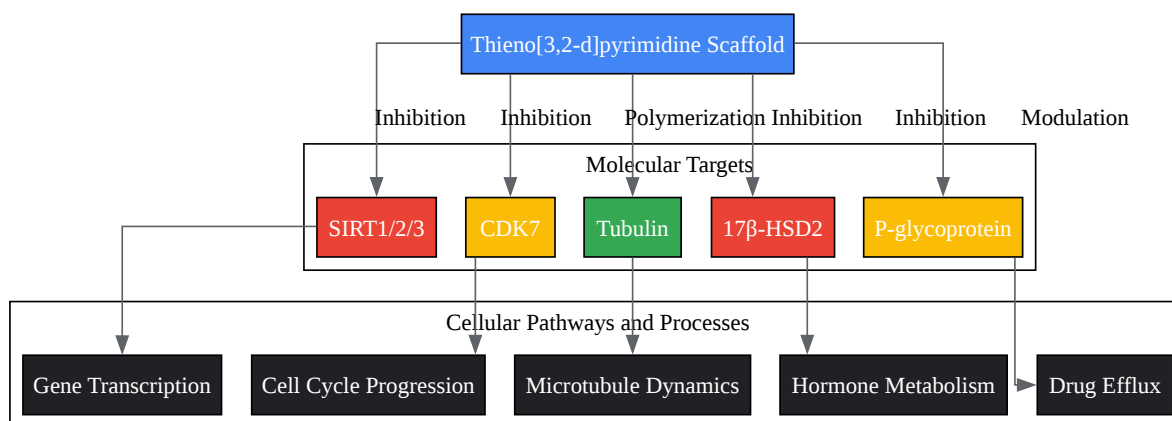 Thieno[3,2-d]pyrimidine Scaffold
Inhibition
Inhibition
Polymerization Inhibition
Inhibition
Modulation
Molecular Targets
SIRT1/2/3
CDK7
Tubulin
17β-HSD2
P-glycoprotein
Cellular Pathways and Processes
Gene Transcription
Cell Cycle Progression
Microtubule Dynamics
Hormone Metabolism
Drug Efflux